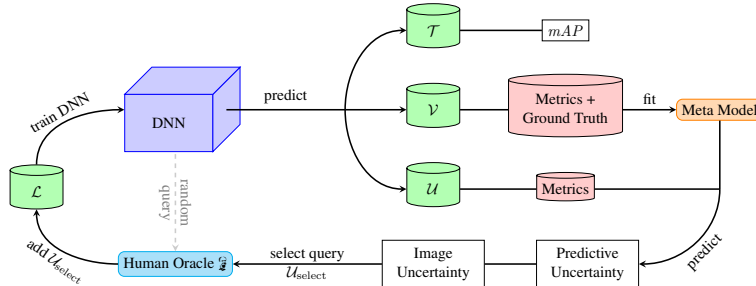 𝒯
mAP
train DNN
DNN
predict
𝒱
Metrics +
Ground Truth
fit
Meta Model
ℒ
random
query
𝒰
Metrics
add 𝒰select
Human Oracle
select query
𝒰select
Image
Uncertainty
Predictive
Uncertainty
predict